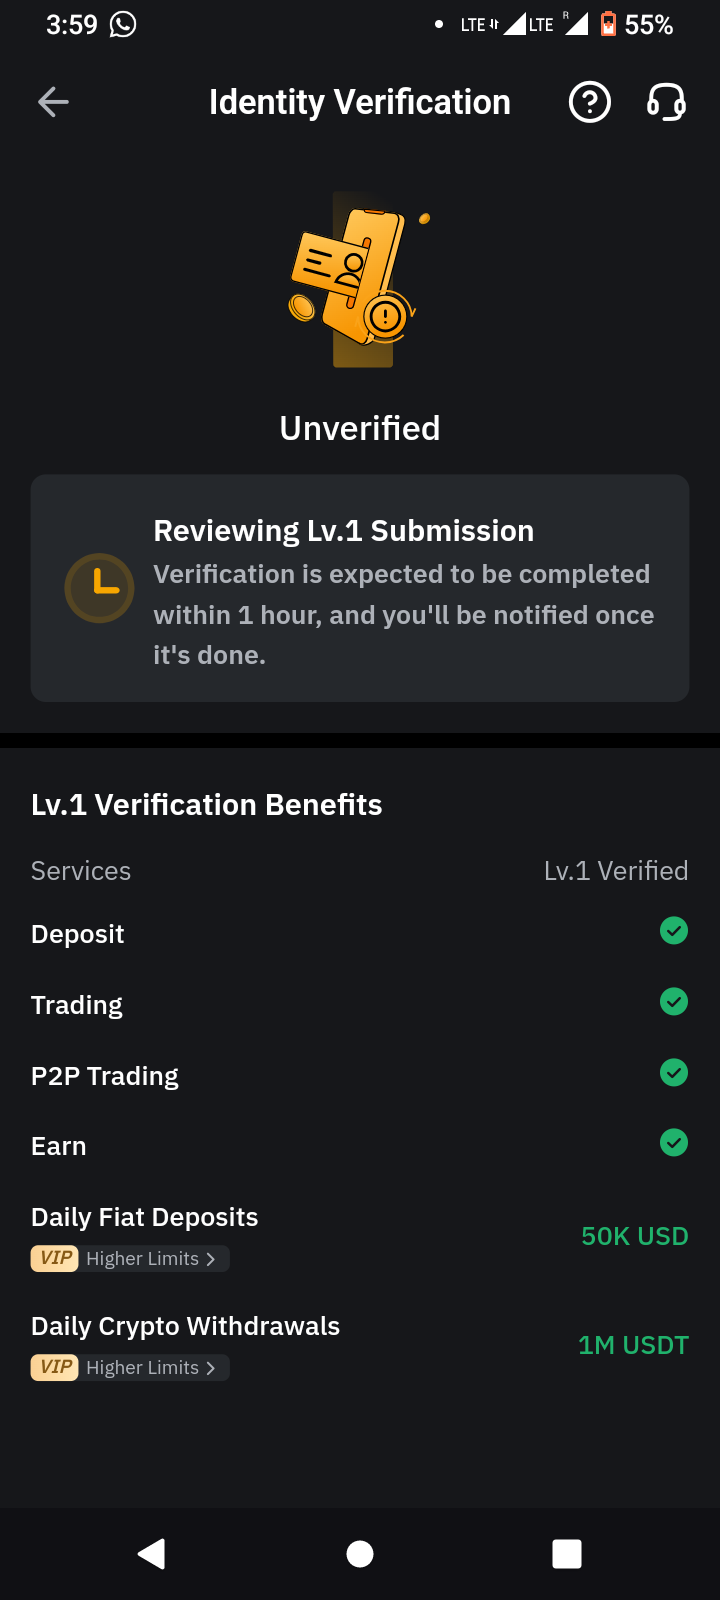 3:59 LTE LTE R 55%
Identity Verification
Unverified
Reviewing Lv.1 Submission
Verification is expected to be completed
within 1 hour, and you'll be notified once
it's done.
Lv.1 Verification Benefits
Services Lv.1 Verified
Deposit
Trading
P2P Trading
Earn
Daily Fiat Deposits
VIP Higher Limits >
50K USD
Daily Crypto Withdrawals
VIP Higher Limits >
1M USDT